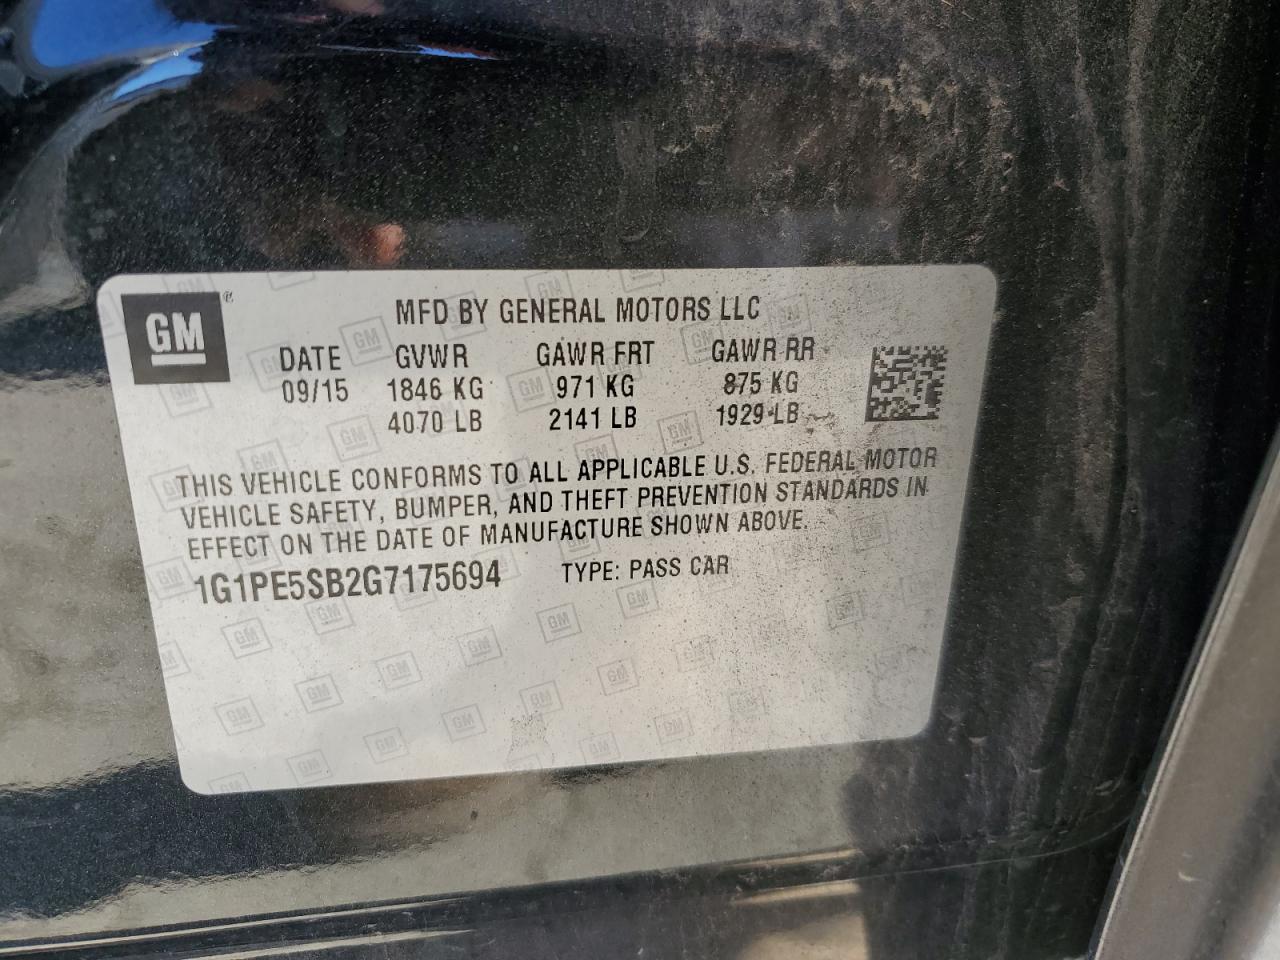 GM®
MFD BY GENERAL MOTORS LLC
DATE GVWR GAWR FRT GAWR RR
09/15 1846 KG 971 KG 875 KG
4070 LB 2141 LB 1929 LB
THIS VEHICLE CONFORMS TO ALL APPLICABLE U.S. FEDERAL MOTOR
VEHICLE SAFETY, BUMPER, AND THEFT PREVENTION STANDARDS IN
EFFECT ON THE DATE OF MANUFACTURE SHOWN ABOVE.
1G1PE5SB2G7175694 TYPE: PASS CAR